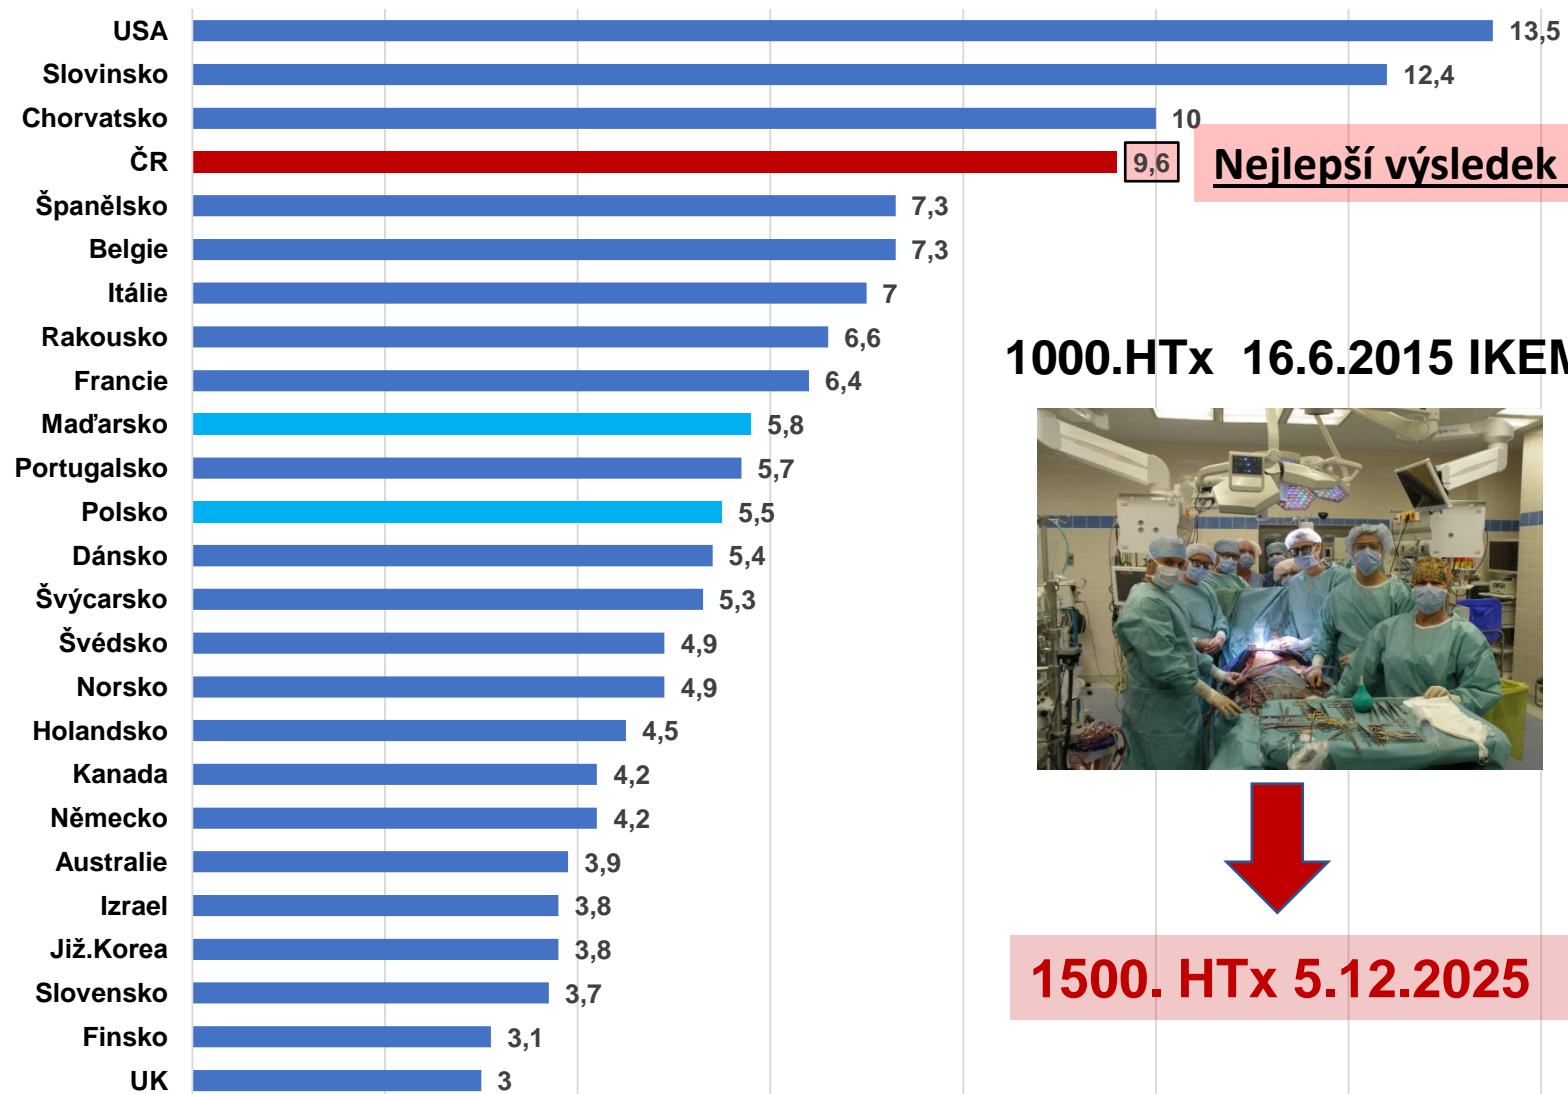 USA 13,5
Slovinsko 12,4
Chorvatsko 10
ČR 9,6 Nejlepší výsledek
Španělsko 7,3
Belgie 7,3
Itálie 7
Rakousko 6,6
1000.HTx 16.6.2015 IKEM
Francie 6,4
Maďarsko 5,8
Portugalsko 5,7
Polsko 5,5
Dánsko 5,4
Švýcarsko 5,3
Švédsko 4,9
Norsko 4,9
Holandsko 4,5
Kanada 4,2
Německo 4,2
Australie 3,9
Izrael 3,8
Již.Korea 3,8
1500. HTx 5.12.2025
Slovensko 3,7
Finsko 3,1
UK 3